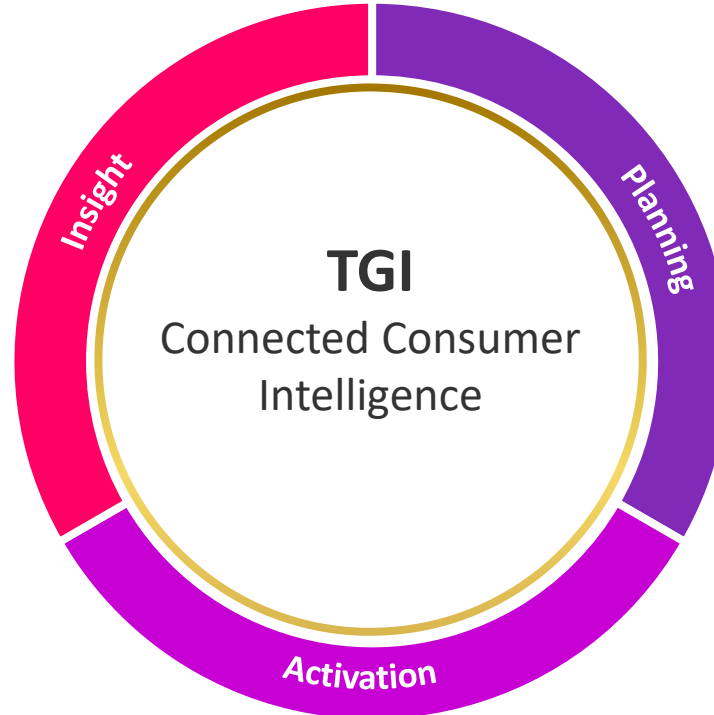 Insight
Planning
TGI
Connected Consumer
Intelligence
Activation